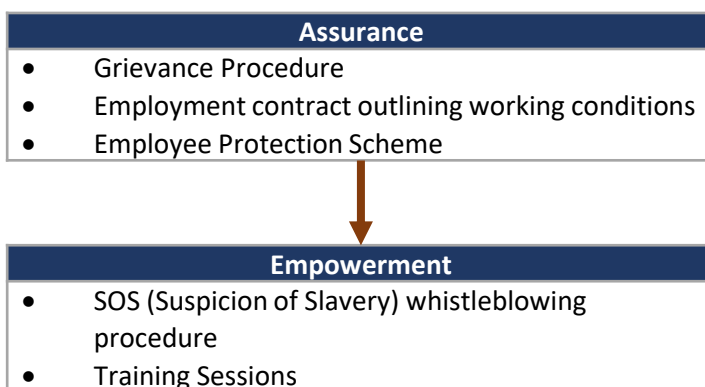 Assurance
• Grievance Procedure
• Employment contract outlining working conditions
• Employee Protection Scheme
Empowerment
• SOS (Suspicion of Slavery) whistleblowing
procedure
• Training Sessions